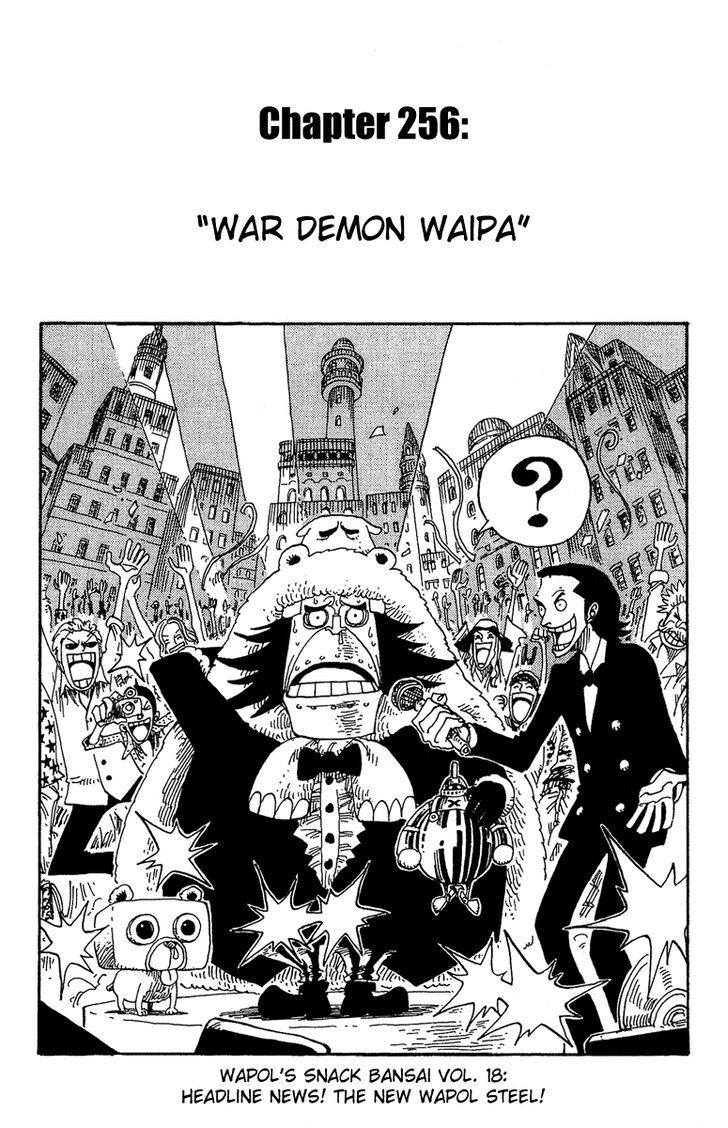 Chapter 256:
"WAR DEMON WAIPA"
?
WAPOL'S SNACK BANSAI VOL. 18:
HEADLINE NEWS! THE NEW WAPOL STEEL!